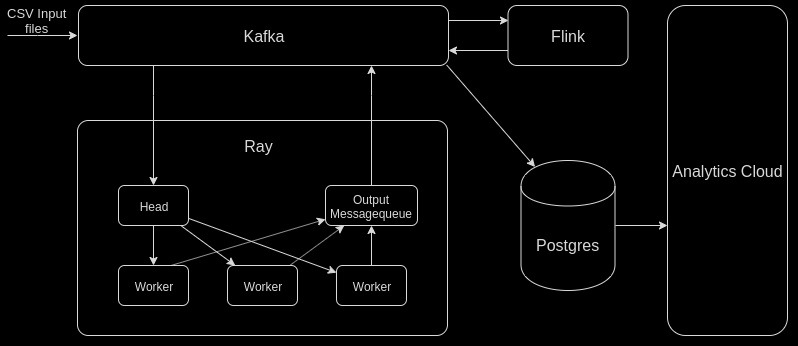 CSV Input
files
Kafka
Flink
Ray
Head
Output
Messagequeue
Worker
Worker
Worker
Postgres
Analytics Cloud